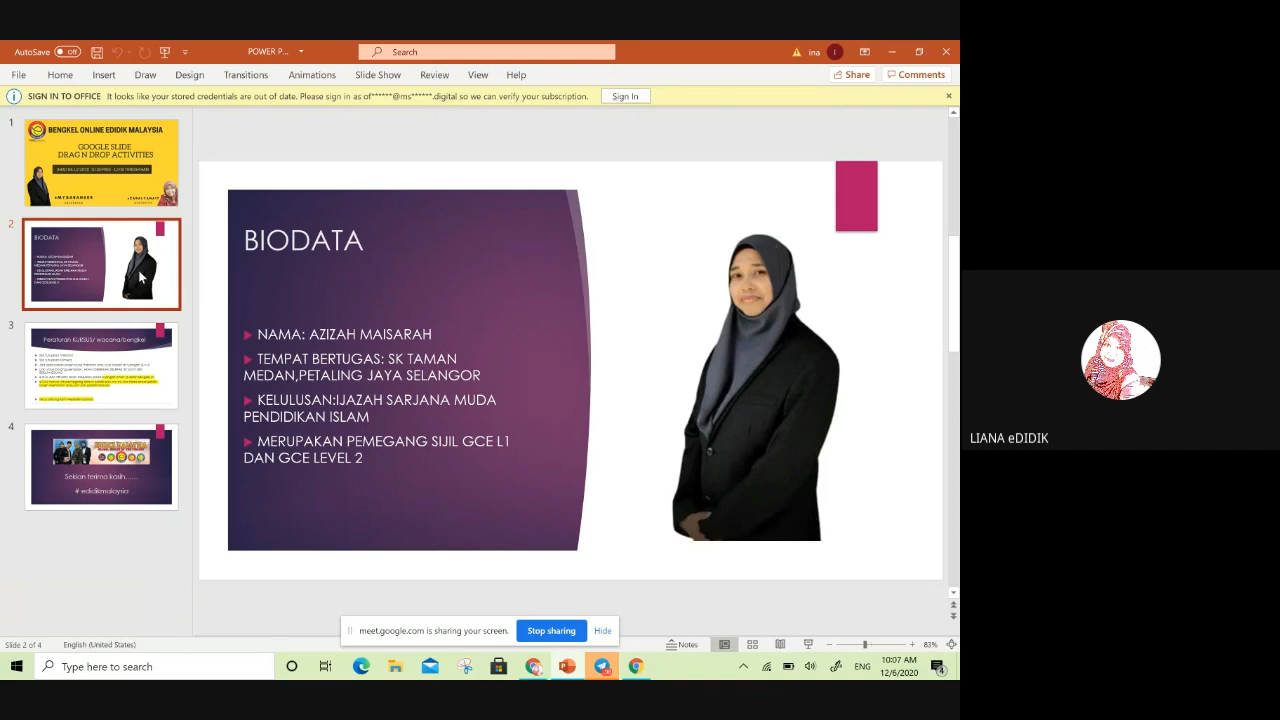 AutoSave Off
POWER P...
Search
ina
I
File Home Insert Draw Design Transitions Animations Slide Show Review View Help
Share Comments
SIGN IN TO OFFICE It looks like your stored credentials are out of date. Please sign in as of******@ms******.digital so we can verify your subscription. Sign In
1
BENGKEL ONLINE EDIDIK MALAYSIA
GOOGLE SLIDE
DRAG N DROP ACTIVITIES
2
BIODATA
3
Peraturan KURSUS/ wacana/bengkel
4
Sekian terima kasih......
# edidikmalaysia
BIODATA
NAMA: AZIZAH MAISARAH
TEMPAT BERTUGAS: SK TAMAN
MEDAN,PETALING JAYA SELANGOR
KELULUSAN:IJAZAH SARJANA MUDA
PENDIDIKAN ISLAM
MERUPAKAN PEMEGANG SIJIL GCE L1
DAN GCE LEVEL 2
LIANA eDIDIK
meet.google.com is sharing your screen. Stop sharing Hide
Slide 2 of 4 English (United States) Notes 83%
Type here to search
ENG
10:07 AM
12/6/2020
4